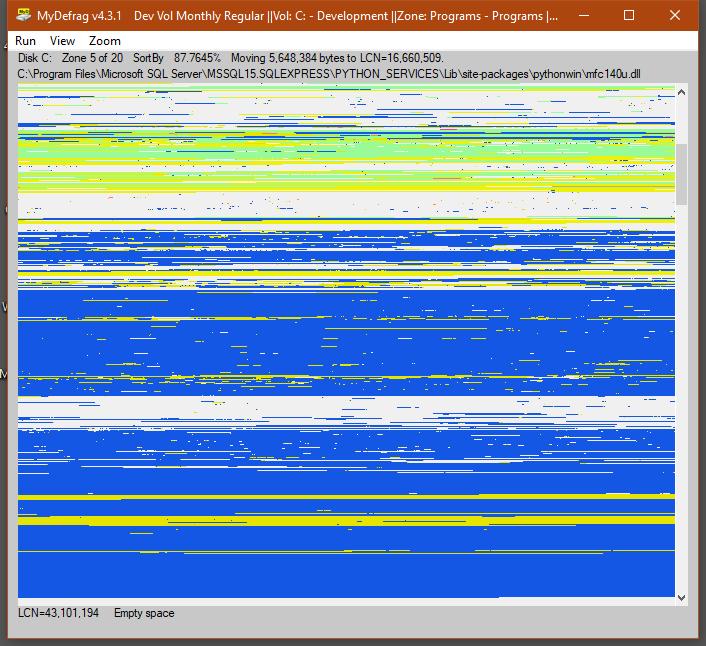 MyDefrag v4.3.1 Dev Vol Monthly Regular ||Vol: C: - Development ||Zone: Programs - Programs |...
Run View Zoom
Disk C: Zone 5 of 20 SortBy 87.7645% Moving 5,648,384 bytes to LCN=16,660,509.
C:\Program Files\Microsoft SQL Server\MSSQL15.SQLEXPRESS\PYTHON_SERVICES\Lib\site-packages\pythonwin\mfc140u.dll
LCN=43,101,194 Empty space